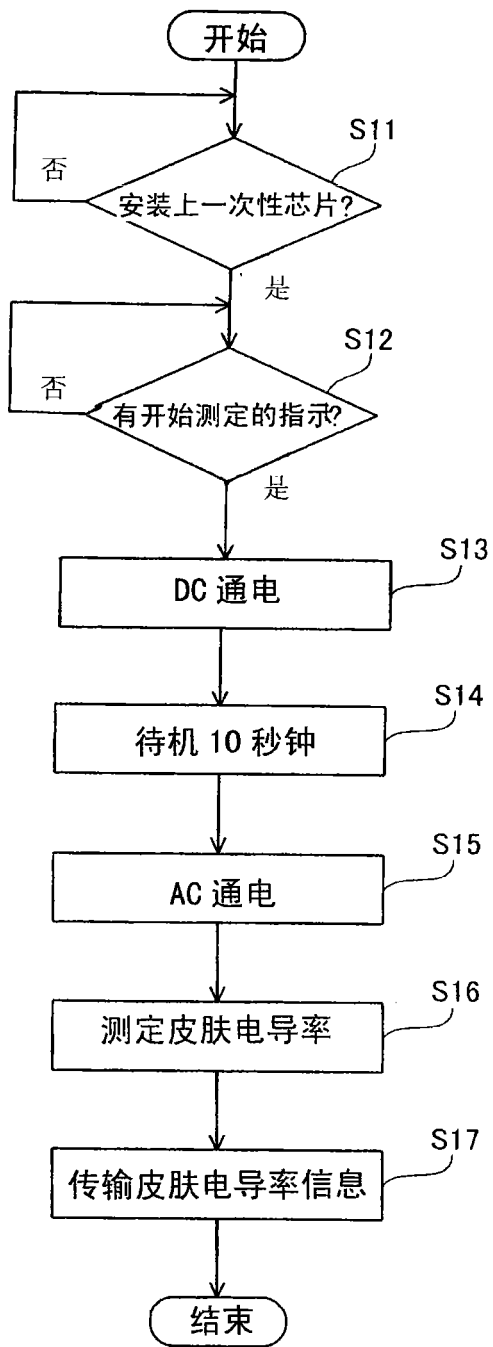 开始
S11
否
安装上一次性芯片?
是
S12
否
有开始测定的指示?
是
S13
DC 通电
S14
待机 10 秒钟
S15
AC 通电
S16
测定皮肤电导率
S17
传输皮肤电导率信息
结束